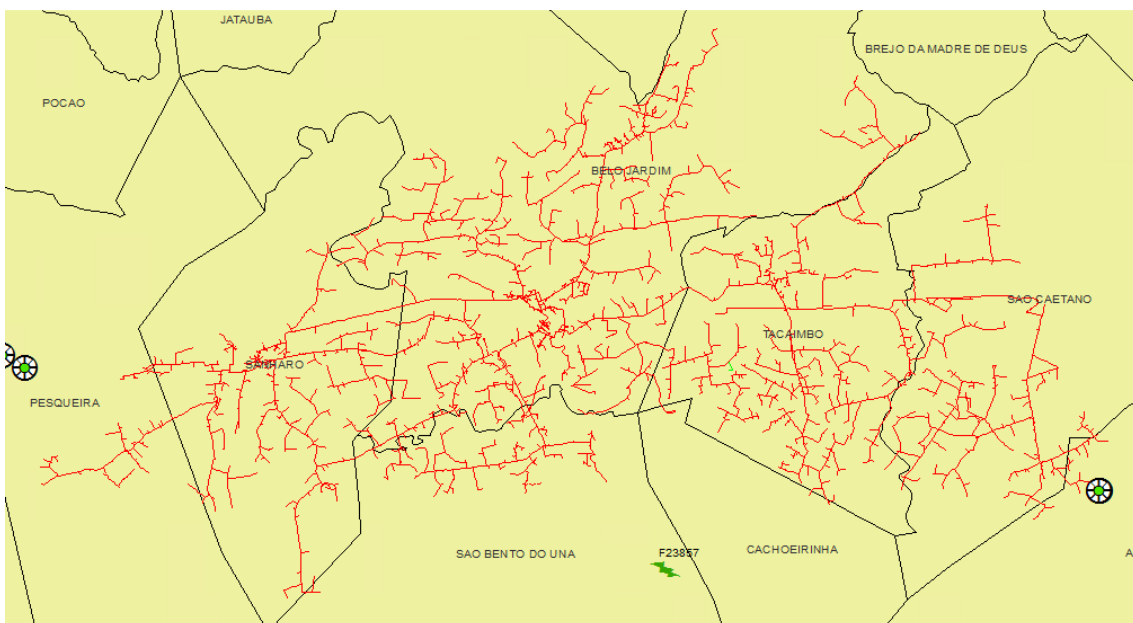 JATAUBA
BREJO DA MADRE DE DEUS
POCAO
BELO JARDIM
SAO CAETANO
TACAIMBO
SANHARO
PESQUEIRA
SAO BENTO DO UNA
F23857
CACHOEIRINHA
A